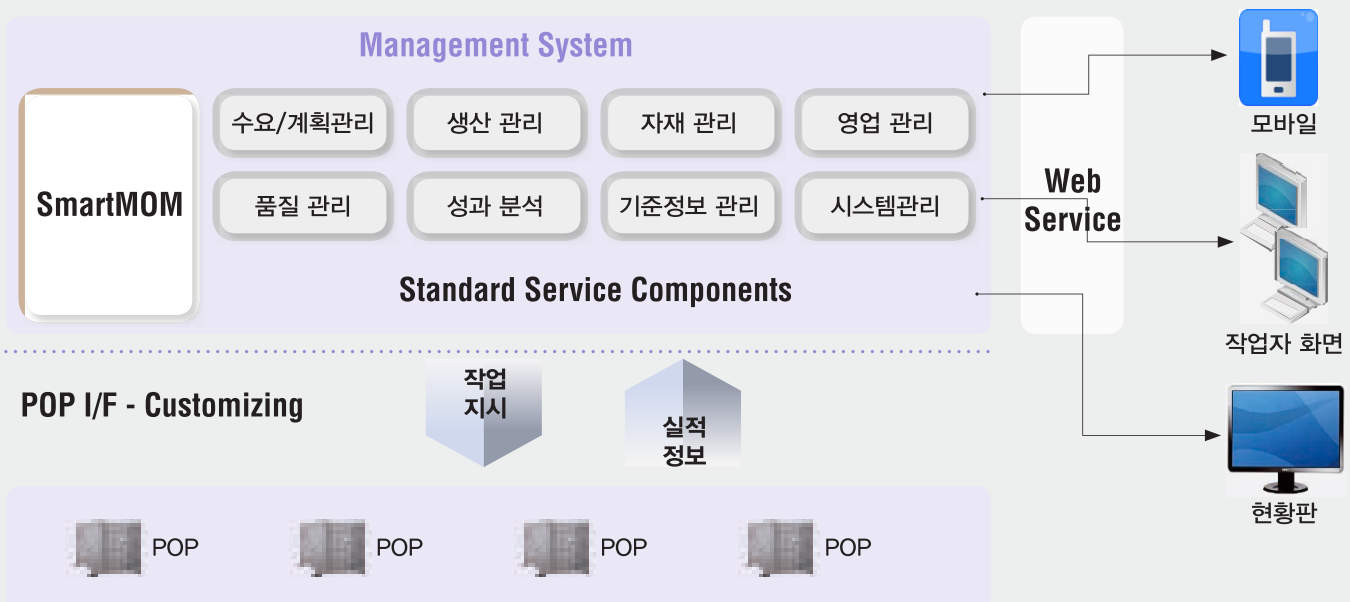 Management System
SmartMOM
수요/계획관리
생산 관리
자재 관리
영업 관리
품질 관리
성과 분석
기준정보 관리
시스템관리
Standard Service Components
Web
Service
모바일
작업자 화면
현황판
POP I/F - Customizing
작업
지시
실적
정보
POP
POP
POP
POP